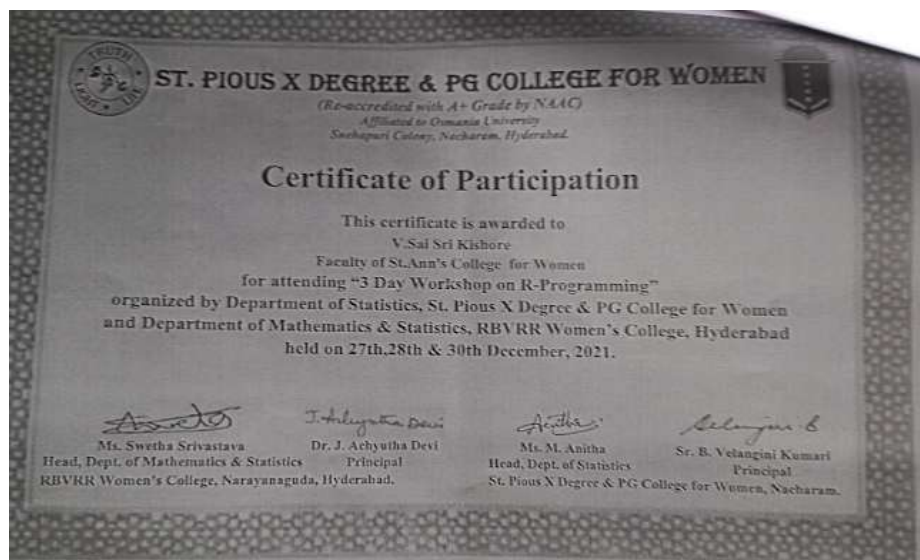 TRUTH
LIGHT
LIFE
ST. PIOUS X DEGREE & PG COLLEGE FOR WOMEN
(Re-accredited with A+ Grade by NAAC)
Affiliated to Osmania University
Snehapuri Colony, Nacharam, Hyderabad.
Certificate of Participation
This certificate is awarded to
V.Sai Sri Kishore
Faculty of St.Ann's College for Women
for attending “3 Day Workshop on R-Programming”
organized by Department of Statistics, St. Pious X Degree & PG College for Women
and Department of Mathematics & Statistics, RBVRR Women's College, Hyderabad
held on 27th,28th & 30th December, 2021.
J. Achyutha Devi
Anitha
Ms. Swetha Srivastava
Head, Dept. of Mathematics & Statistics
RBVRR Women's College, Narayanaguda, Hyderabad.
Dr. J. Achyutha Devi
Principal
Ms. M. Anitha
Head, Dept. of Statistics
St. Pious X Degree & PG College for Women, Nacharam.
Sr. B. Velangini Kumari
Principal